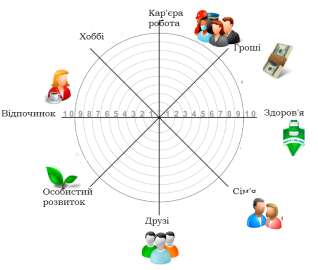 Кар'єра
робота
Хоббі
Гроші
Відпочинок
10 9 8 7 6 5 4 3 2 1 1 2 3 4 5 6 7 8 9 10
Здоров'я
Особистий
розвиток
Сім'я
Друзі